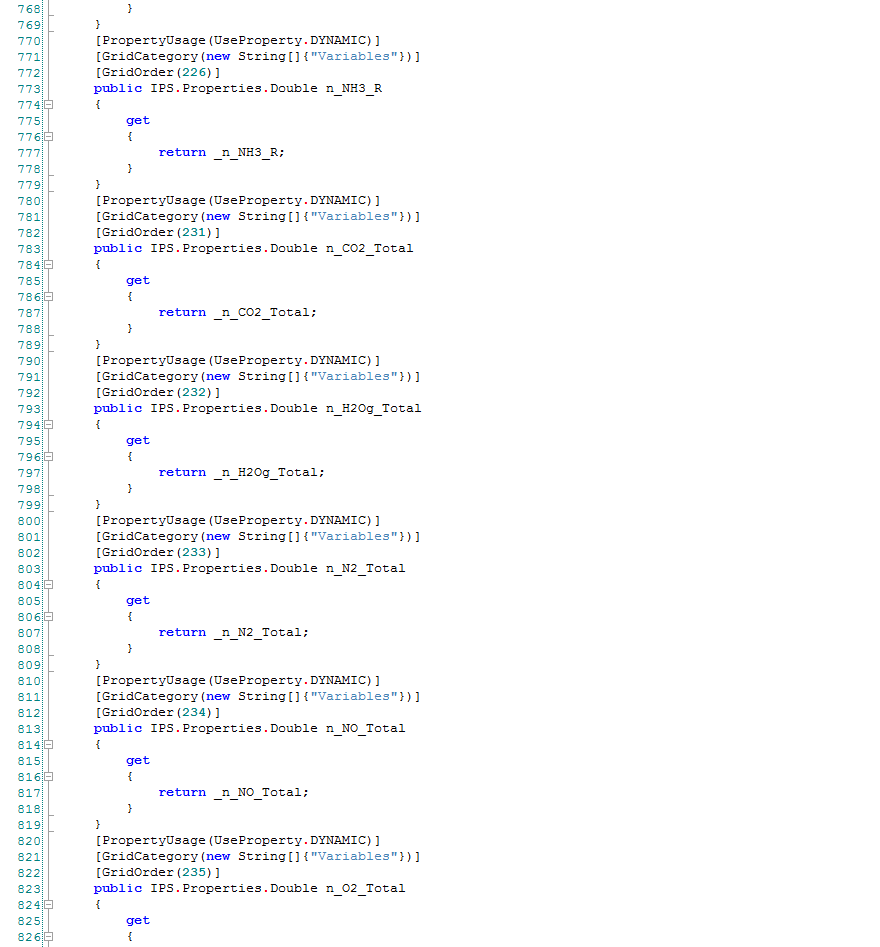 768 }
769 }
770 [PropertyUsage(UseProperty.DYNAMIC)]
771 [GridCategory(new String[]{"Variables"})]
772 [GridOrder(226)]
773 public IPS.Properties.Double n_NH3_R
774 {
775 get
776 {
777 return _n_NH3_R;
778 }
779 }
780 [PropertyUsage(UseProperty.DYNAMIC)]
781 [GridCategory(new String[]{"Variables"})]
782 [GridOrder(231)]
783 public IPS.Properties.Double n_CO2_Total
784 {
785 get
786 {
787 return _n_CO2_Total;
788 }
789 }
790 [PropertyUsage(UseProperty.DYNAMIC)]
791 [GridCategory(new String[]{"Variables"})]
792 [GridOrder(232)]
793 public IPS.Properties.Double n_H2Og_Total
794 {
795 get
796 {
797 return _n_H2Og_Total;
798 }
799 }
800 [PropertyUsage(UseProperty.DYNAMIC)]
801 [GridCategory(new String[]{"Variables"})]
802 [GridOrder(233)]
803 public IPS.Properties.Double n_N2_Total
804 {
805 get
806 {
807 return _n_N2_Total;
808 }
809 }
810 [PropertyUsage(UseProperty.DYNAMIC)]
811 [GridCategory(new String[]{"Variables"})]
812 [GridOrder(234)]
813 public IPS.Properties.Double n_NO_Total
814 {
815 get
816 {
817 return _n_NO_Total;
818 }
819 }
820 [PropertyUsage(UseProperty.DYNAMIC)]
821 [GridCategory(new String[]{"Variables"})]
822 [GridOrder(235)]
823 public IPS.Properties.Double n_O2_Total
824 {
825 get
826 {